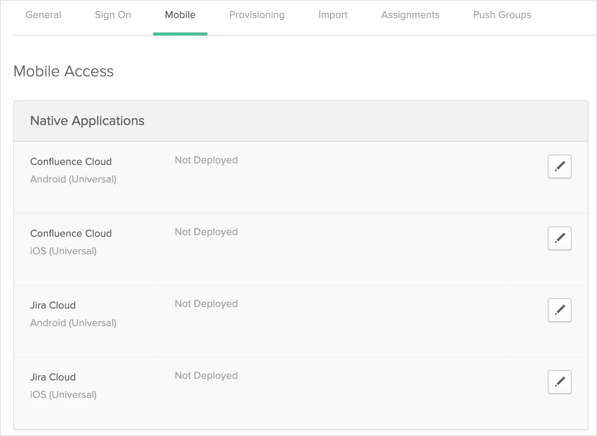 General Sign On Mobile Provisioning Import Assignments Push Groups
Mobile Access
Native Applications
Confluence Cloud Not Deployed
Android (Universal)
Confluence Cloud Not Deployed
iOS (Universal)
Jira Cloud Not Deployed
Android (Universal)
Jira Cloud Not Deployed
iOS (Universal)